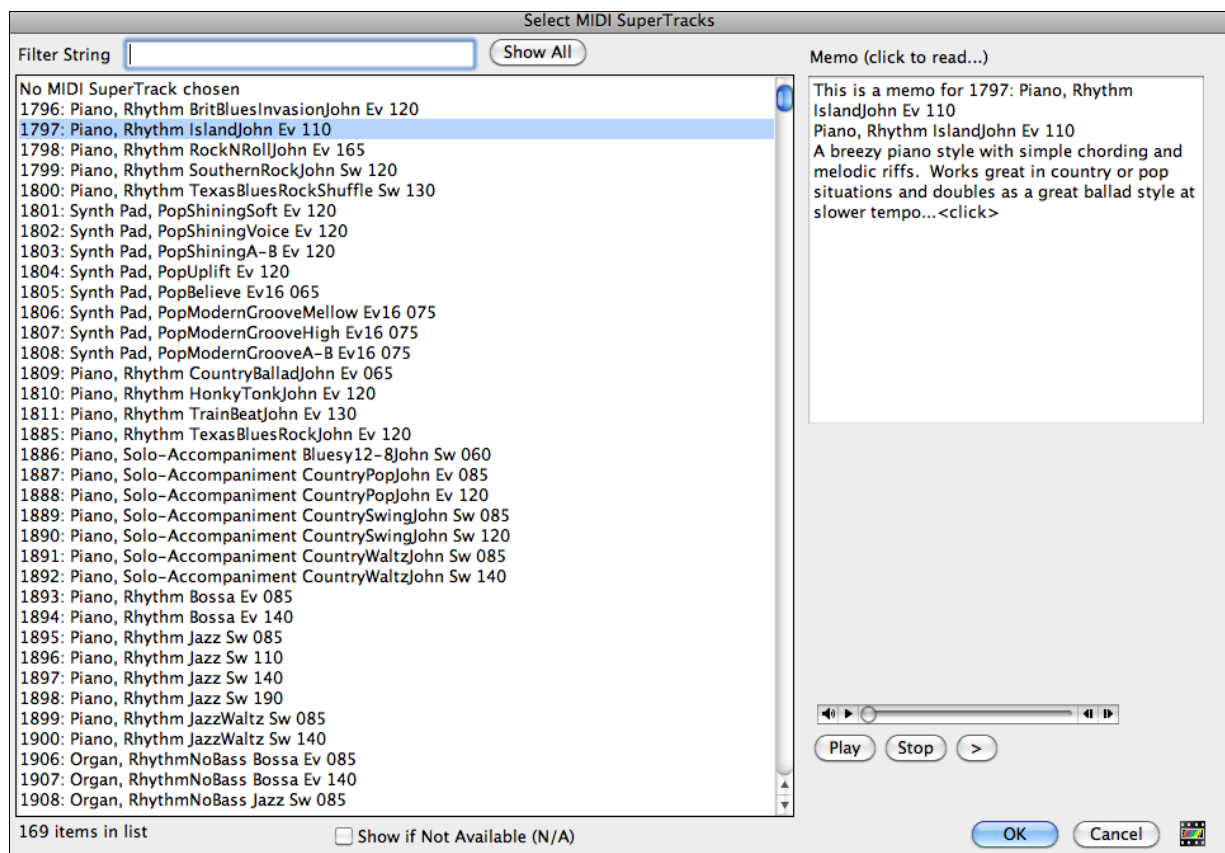 Select MIDI SuperTracks
Filter String
Show All
No MIDI SuperTrack chosen
1796: Piano, Rhythm BritBluesInvasionJohn Ev 120
1797: Piano, Rhythm IslandJohn Ev 110
1798: Piano, Rhythm RockNRollJohn Ev 165
1799: Piano, Rhythm SouthernRockJohn Sw 120
1800: Piano, Rhythm TexasBluesRockShuffle Sw 130
1801: Synth Pad, PopShiningSoft Ev 120
1802: Synth Pad, PopShiningVoice Ev 120
1803: Synth Pad, PopShiningA-B Ev 120
1804: Synth Pad, PopUplift Ev 120
1805: Synth Pad, PopBelieve Ev16 065
1806: Synth Pad, PopModernGrooveMellow Ev16 075
1807: Synth Pad, PopModernGrooveHigh Ev16 075
1808: Synth Pad, PopModernGrooveA-B Ev16 075
1809: Piano, Rhythm CountryBalladJohn Ev 065
1810: Piano, Rhythm HonkyTonkJohn Ev 120
1811: Piano, Rhythm TrainBeatJohn Ev 130
1885: Piano, Rhythm TexasBluesRockJohn Ev 120
1886: Piano, Solo-Accompaniment Bluesy12-8John Sw 060
1887: Piano, Solo-Accompaniment CountryPopJohn Ev 085
1888: Piano, Solo-Accompaniment CountryPopJohn Ev 120
1889: Piano, Solo-Accompaniment CountrySwingJohn Sw 085
1890: Piano, Solo-Accompaniment CountrySwingJohn Sw 120
1891: Piano, Solo-Accompaniment CountryWaltzJohn Sw 085
1892: Piano, Solo-Accompaniment CountryWaltzJohn Sw 140
1893: Piano, Rhythm Bossa Ev 085
1894: Piano, Rhythm Bossa Ev 140
1895: Piano, Rhythm Jazz Sw 085
1896: Piano, Rhythm Jazz Sw 110
1897: Piano, Rhythm Jazz Sw 140
1898: Piano, Rhythm Jazz Sw 190
1899: Piano, Rhythm JazzWaltz Sw 085
1900: Piano, Rhythm JazzWaltz Sw 140
1906: Organ, RhythmNoBass Bossa Ev 085
1907: Organ, RhythmNoBass Bossa Ev 140
1908: Organ, RhythmNoBass Jazz Sw 085
169 items in list
Show if Not Available (N/A)
Memo (click to read...)
This is a memo for 1797: Piano, Rhythm
IslandJohn Ev 110
Piano, Rhythm IslandJohn Ev 110
A breezy piano style with simple chording and
melodic riffs.  Works great in country or pop
situations and doubles as a great ballad style at
slower tempo...<click>
Play
Stop
>
OK
Cancel